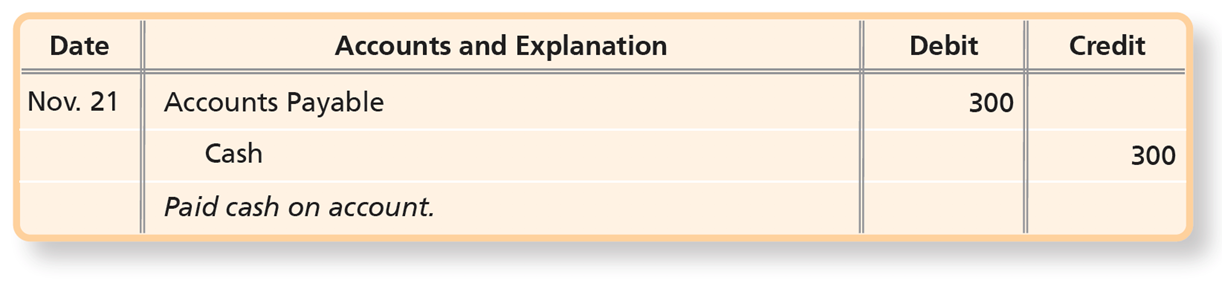 Date Accounts and Explanation Debit Credit
Nov. 21 Accounts Payable 300
Cash 300
Paid cash on account.